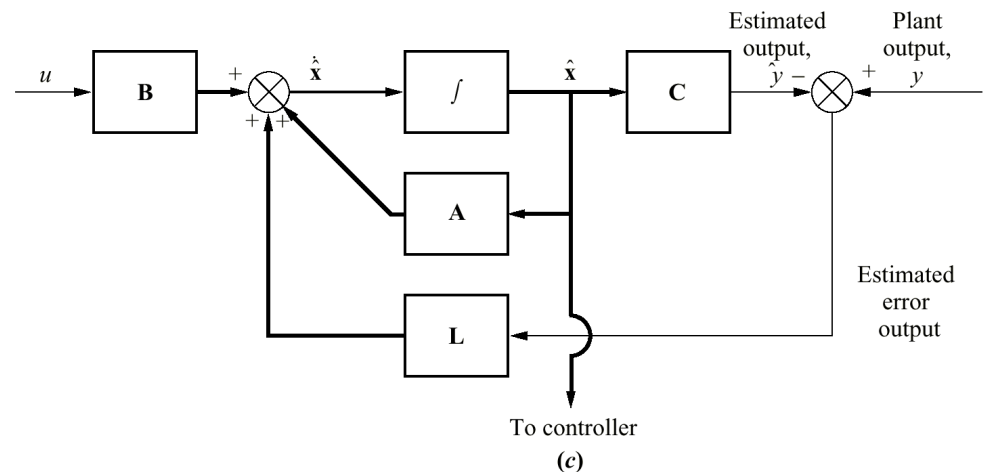 Estimated
output,
Plant
output,
u
B
+
+
+
x̂̇
∫
x̂
C
ŷ
−
+
y
A
Estimated
error
output
L
To controller
(c)